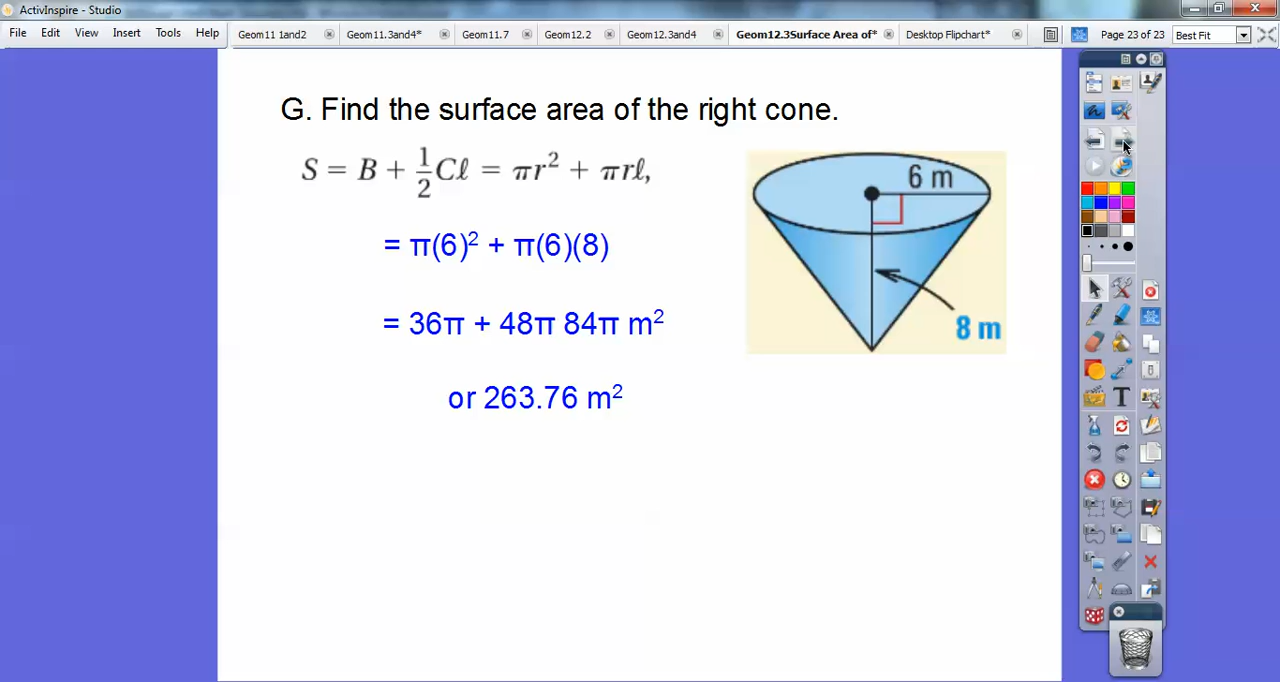 ActivInspire - Studio
File Edit View Insert Tools Help
Geom11 1and2 Geom11.3and4* Geom11.7 Geom12.2 Geom12.3and4 Geom12.3Surface Area of* Desktop Flipchart* Page 23 of 23 Best Fit
G. Find the surface area of the right cone.
S = B + 1/2 Cℓ = πr² + πrℓ,
6 m
= π(6)² + π(6)(8)
= 36π + 48π 84π m²
8 m
or 263.76 m²